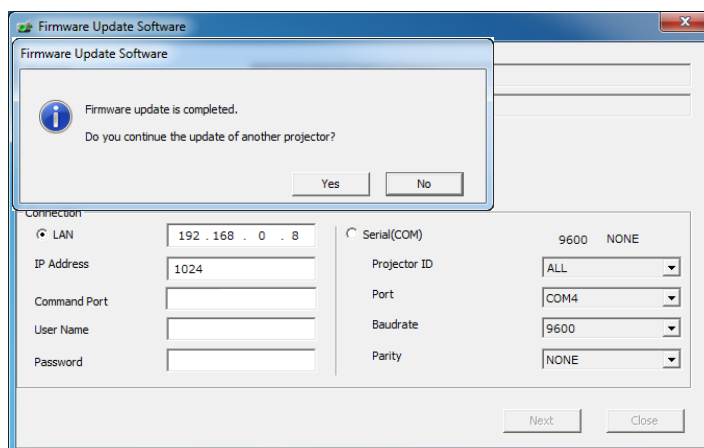 Firmware Update Software
Firmware Update Software
Firmware update is completed.
Do you continue the update of another projector?
Yes No
Connection
LAN 192 . 168 . 0 . 8 Serial(COM) 9600 NONE
IP Address 1024 Projector ID ALL
Command Port Port COM4
User Name Baudrate 9600
Password Parity NONE
Next Close